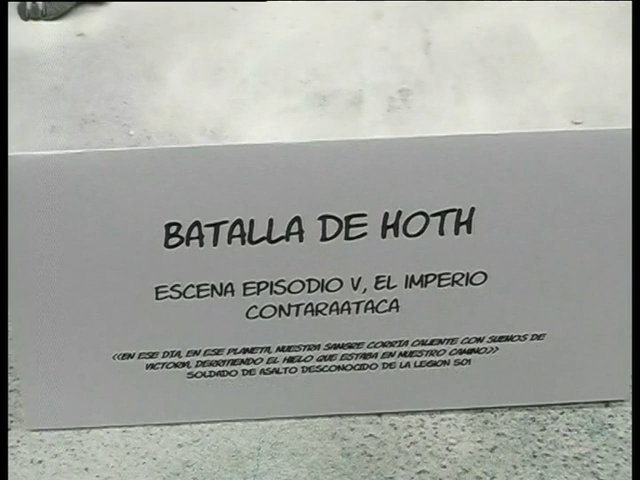 BATALLA DE HOTH
ESCENA EPISODIO V, EL IMPERIO
CONTARAATACA
<<EN ESE DIA, EN ESE PLANETA, NUESTRA SANGRE CORRIA CALIENTE CON SUEÑOS DE
VICTORIA, DERRITIENDO EL HIELO QUE ESTABA EN NUESTRO CAMINO>>
SOLDADO DE ASALTO DESCONOCIDO DE LA LEGION 501